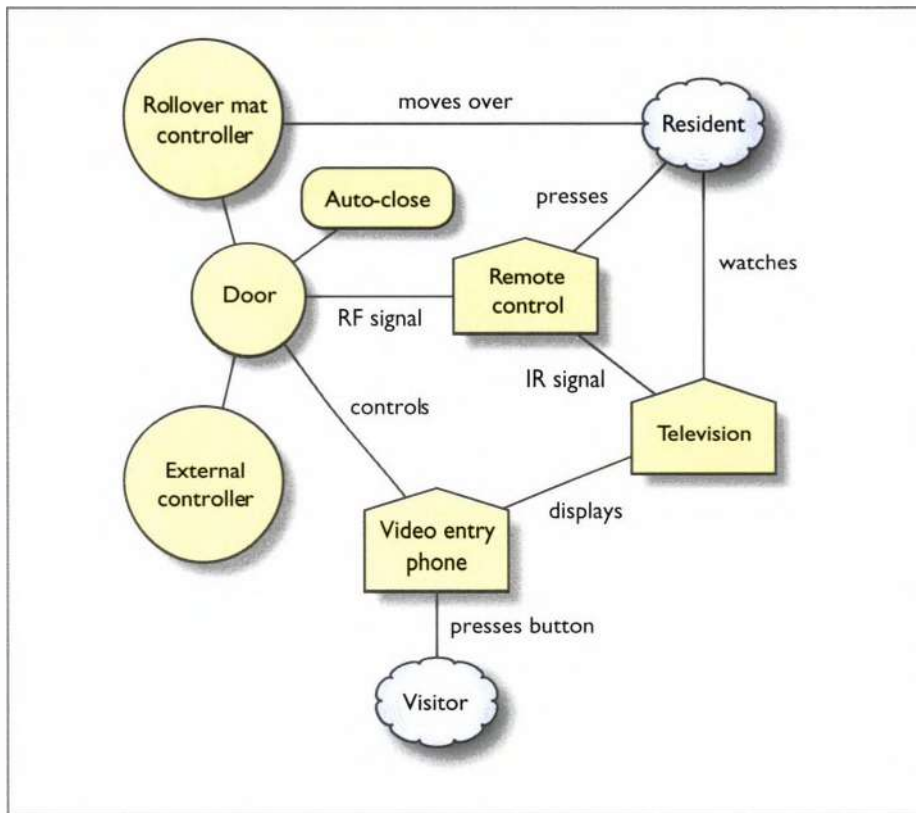 Rollover mat
controller
moves over
Resident
Auto-close
presses
Door
RF signal
Remote
control
watches
IR signal
controls
Television
External
controller
displays
Video entry
phone
presses button
Visitor